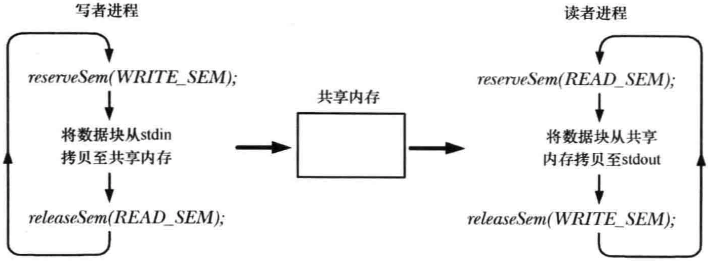 写者进程
reserveSem(WRITE_SEM);
将数据块从stdin
拷贝至共享内存
releaseSem(READ_SEM);
共享内存
读者进程
reserveSem(READ_SEM);
将数据块从共享
内存拷贝至stdout
releaseSem(WRITE_SEM);